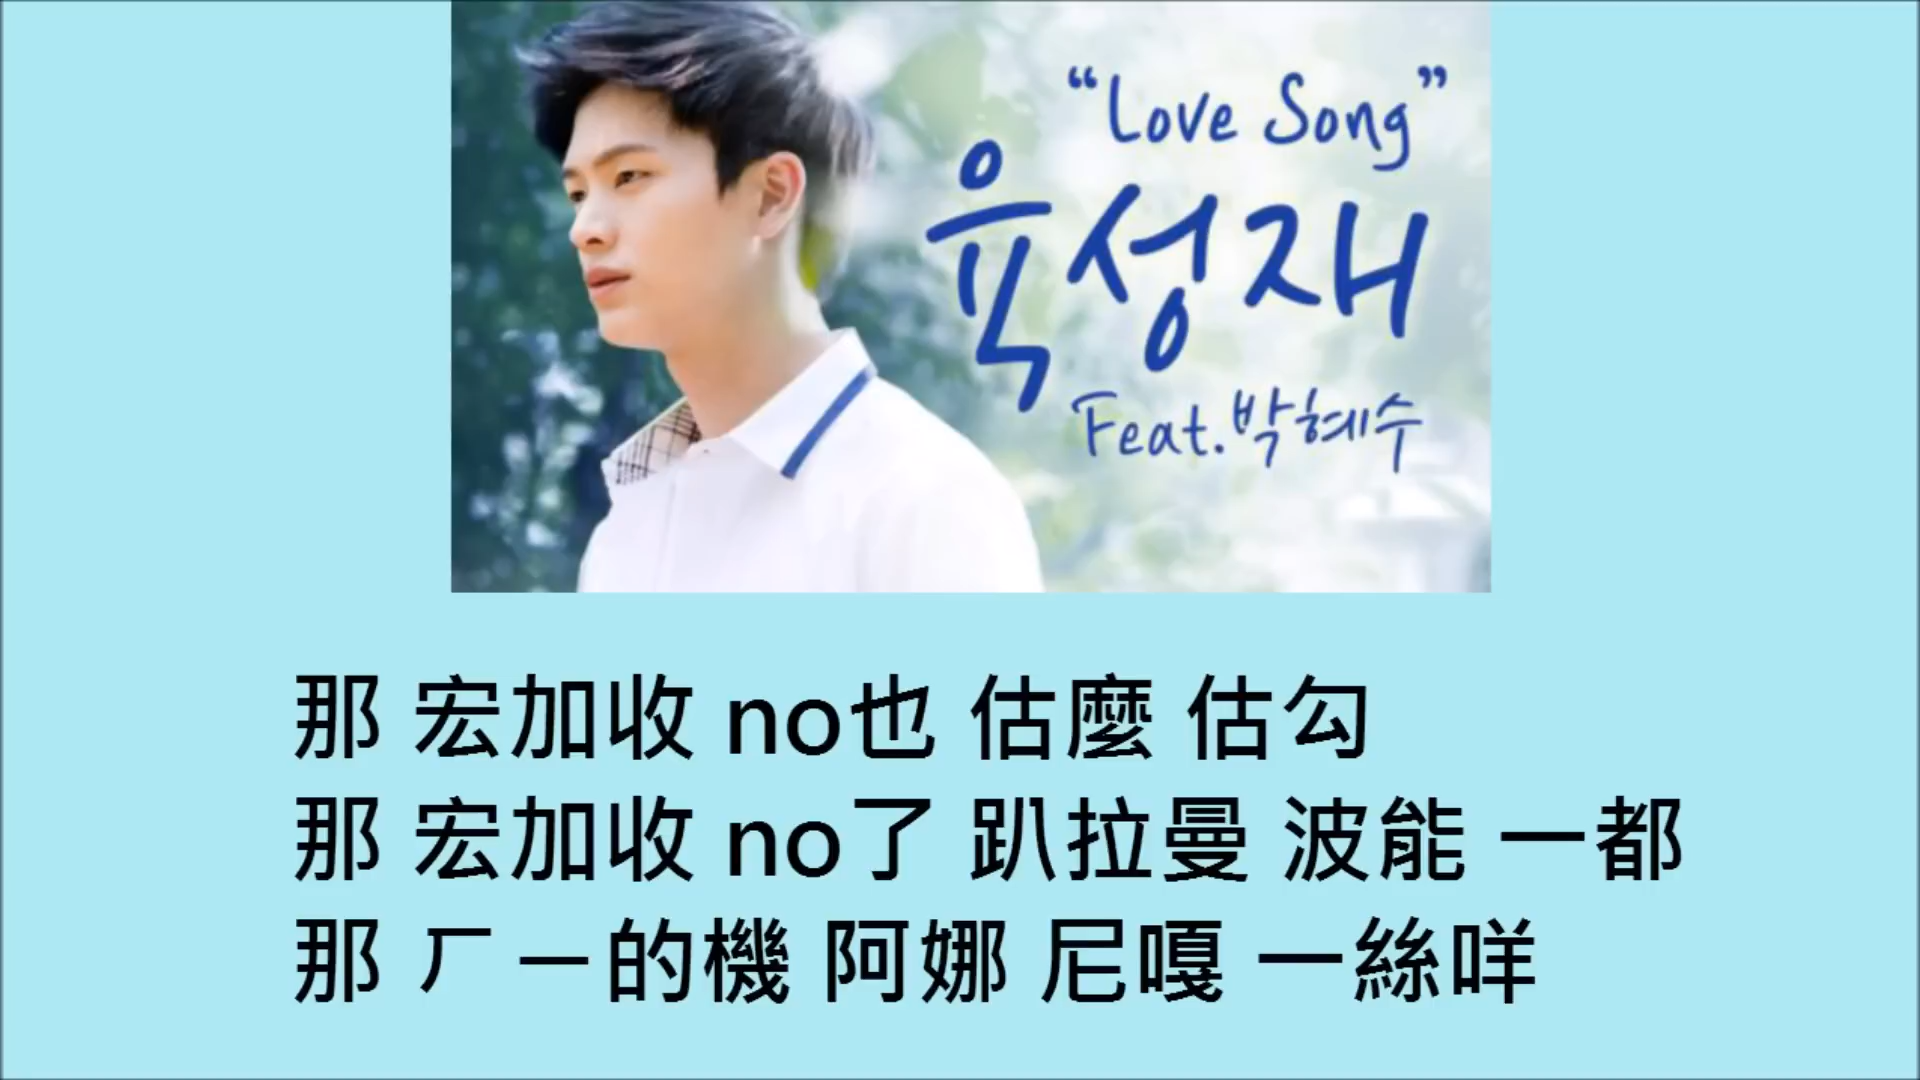 “Love Song”
육성재
Feat.박혜수
那 宏加收 no也 估麼 估勾
那 宏加收 no了 趴拉曼 波能 一都
那 ㄏㄧ的機 阿娜 尼嘎 一絲咩